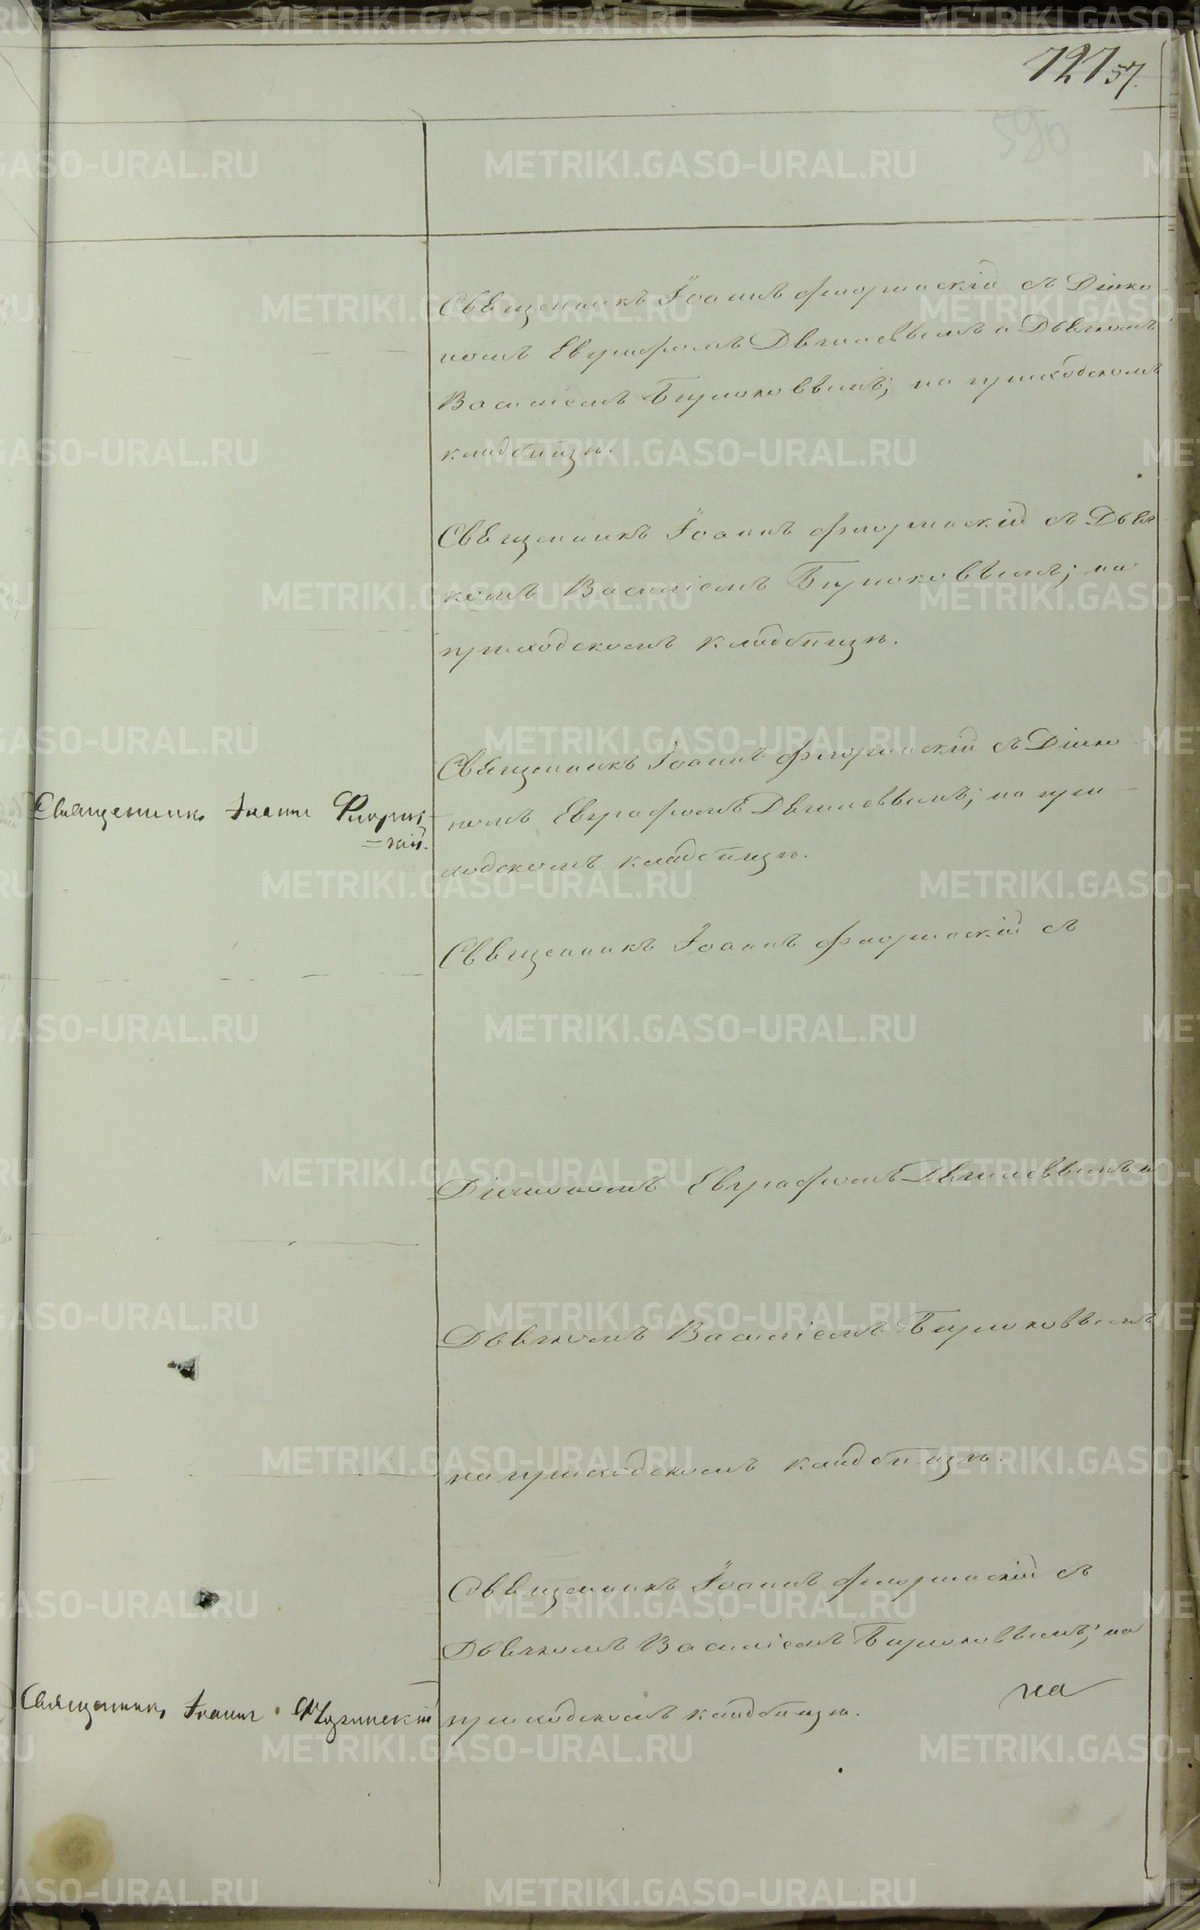 727 57.
590
Священникъ Іоаннъ Флоринскій съ Діако-
номъ Евграфомъ Двинаевымъ и Дьячкомъ
Василіемъ Бирюковымъ; на приходскомъ
кладбищѣ.
Священникъ Іоаннъ Флоринскій съ Дьяч-
комъ Василіемъ Бирюковымъ; на
приходскомъ кладбищѣ.
Священникъ Іоаннъ Флоринскій съ Діако-
номъ Евграфомъ ; на при-
ходскомъ кладбищѣ.
Священникъ Іоаннъ Флорин-
=скій.
Священникъ Іоаннъ Флоринскій съ
Діакономъ Евграфомъ и
Дьячкомъ Василіемъ Бирюковымъ
на приходскомъ кладбищѣ.
Священникъ Іоаннъ Флоринскій съ
Дьячкомъ Василіемъ Бирюковымъ; на
приходскомъ кладбищѣ.
на
Священникъ Іоаннъ Флоринскій
METRIKI.GASO-URAL.RU